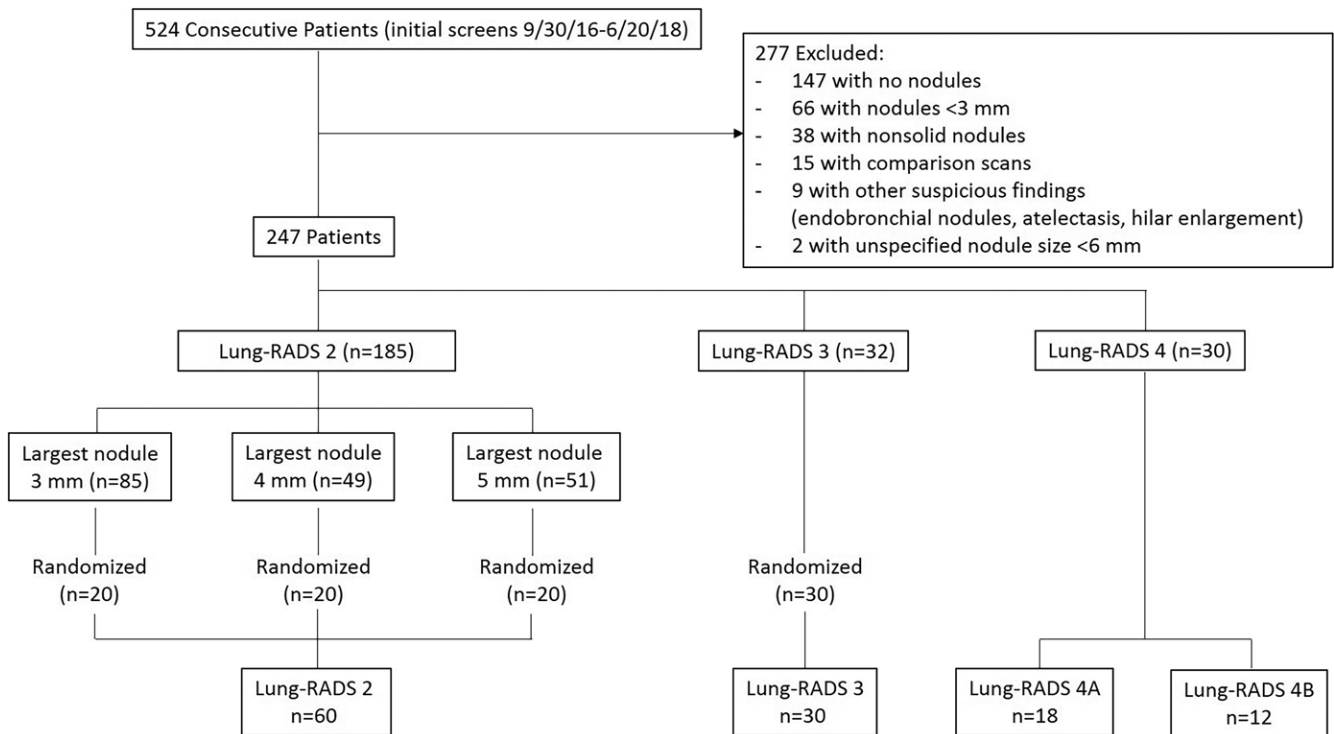 524 Consecutive Patients (initial screens 9/30/16-6/20/18)
277 Excluded:
- 147 with no nodules
- 66 with nodules <3 mm
- 38 with nonsolid nodules
- 15 with comparison scans
- 9 with other suspicious findings
(endobronchial nodules, atelectasis, hilar enlargement)
- 2 with unspecified nodule size <6 mm
247 Patients
Lung-RADS 2 (n=185)
Lung-RADS 3 (n=32)
Lung-RADS 4 (n=30)
Largest nodule
3 mm (n=85)
Largest nodule
4 mm (n=49)
Largest nodule
5 mm (n=51)
Randomized
(n=20)
Randomized
(n=20)
Randomized
(n=20)
Randomized
(n=30)
Lung-RADS 2
n=60
Lung-RADS 3
n=30
Lung-RADS 4A
n=18
Lung-RADS 4B
n=12